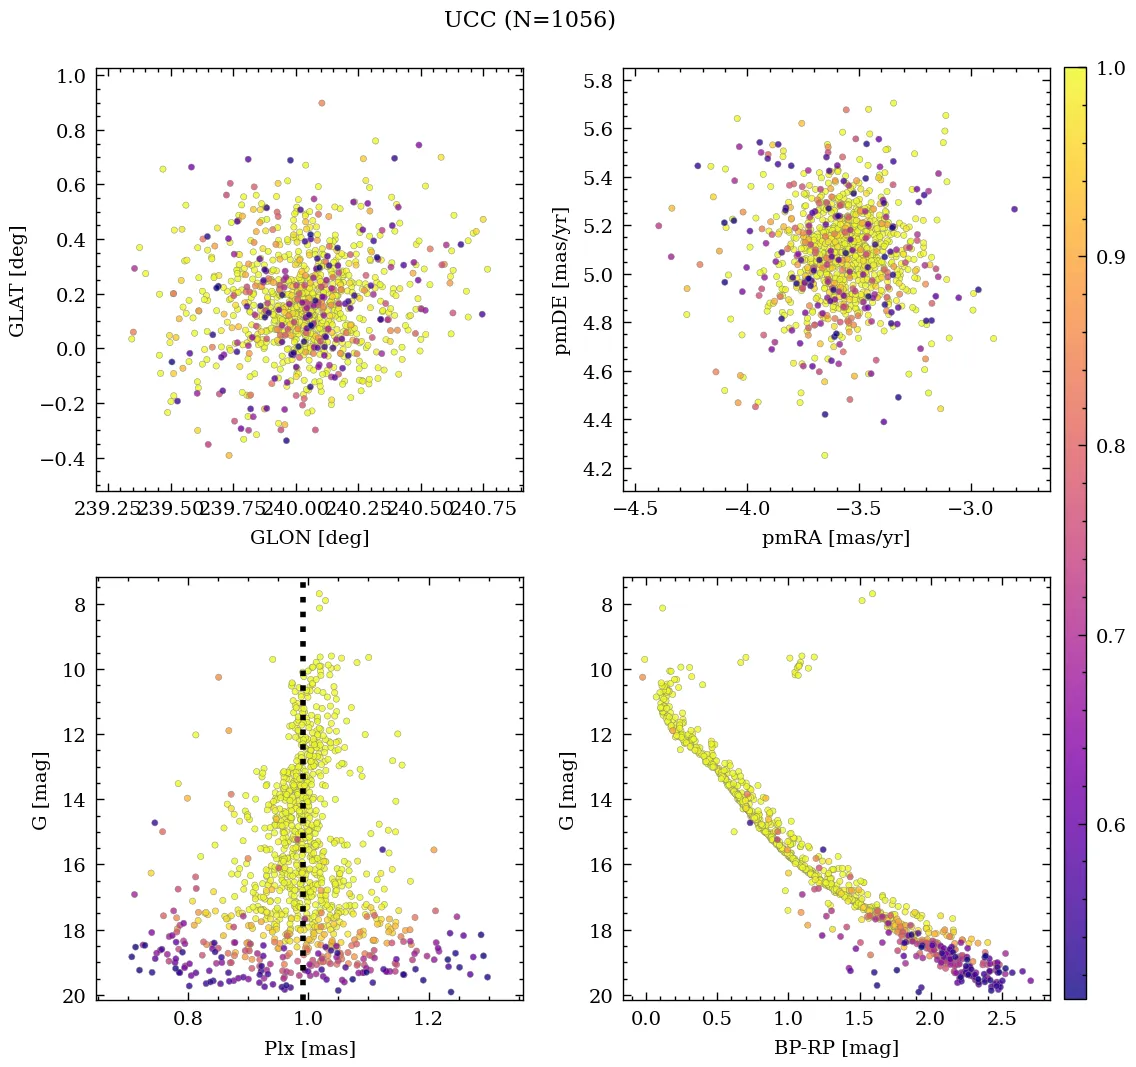 UCC (N=1056)
1.0
0.8
0.6
0.4
0.2
0.0
−0.2
−0.4
GLAT [deg]
239.25 239.50 239.75 240.00 240.25 240.50 240.75
GLON [deg]
5.8
5.6
5.4
5.2
5.0
4.8
4.6
4.4
4.2
pmDE [mas/yr]
−4.5 −4.0 −3.5 −3.0
pmRA [mas/yr]
8
10
12
14
16
18
20
G [mag]
0.8 1.0 1.2
Plx [mas]
8
10
12
14
16
18
20
G [mag]
0.0 0.5 1.0 1.5 2.0 2.5
BP-RP [mag]
1.0
0.9
0.8
0.7
0.6